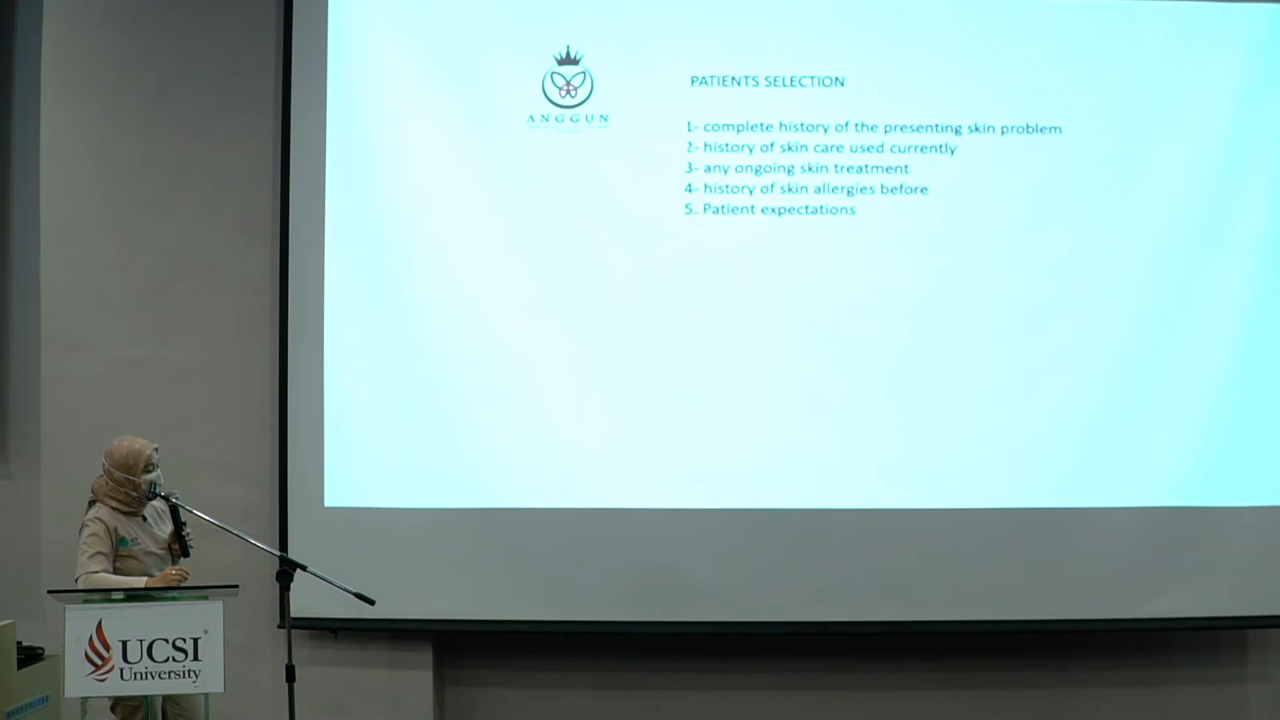 ANGGUN
PATIENTS SELECTION
1- complete history of the presenting skin problem
2- history of skin care used currently
3- any ongoing skin treatment
4- history of skin allergies before
5. Patient expectations
UCSI
University